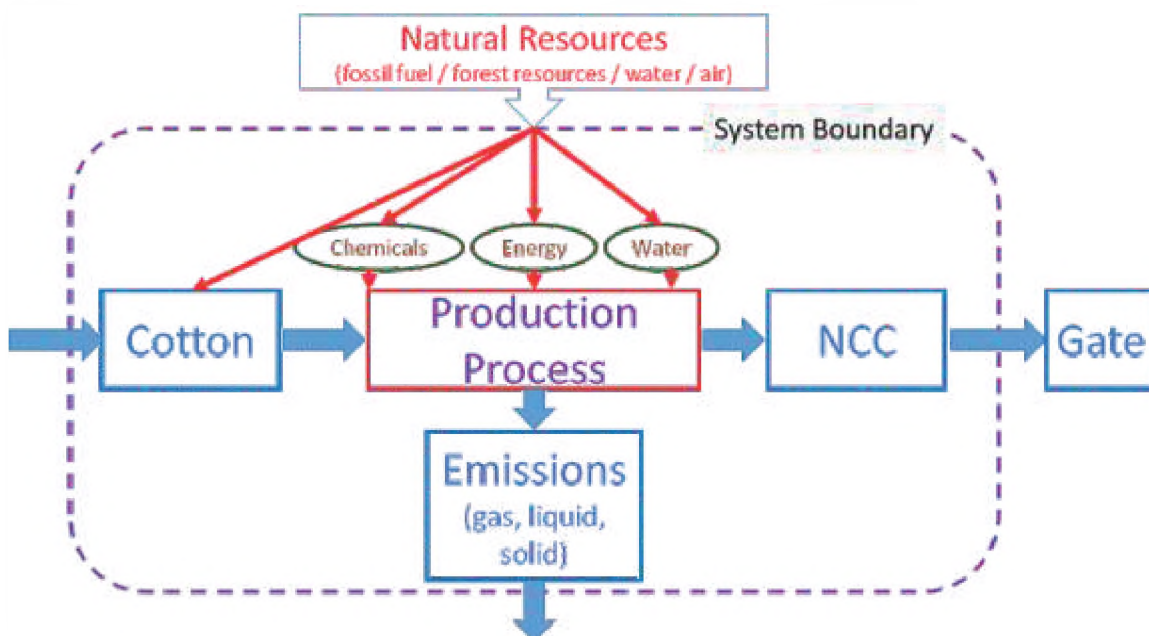 Natural Resources
(fossil fuel / forest resources / water / air)
System Boundary
Chemicals
Energy
Water
Cotton
Production
Process
NCC
Gate
Emissions
(gas, liquid,
solid)